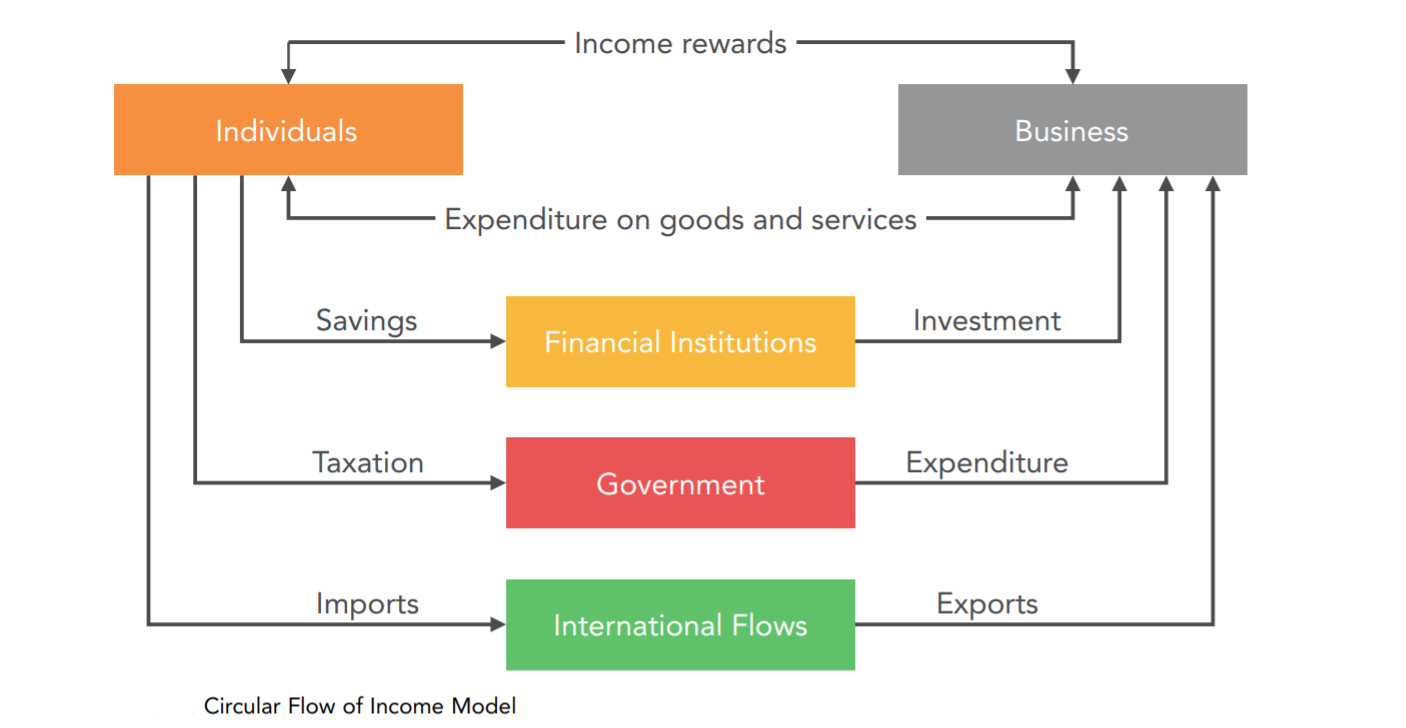 Income rewards
Individuals
Business
Expenditure on goods and services
Savings
Financial Institutions
Investment
Taxation
Government
Expenditure
Imports
International Flows
Exports
Circular Flow of Income Model